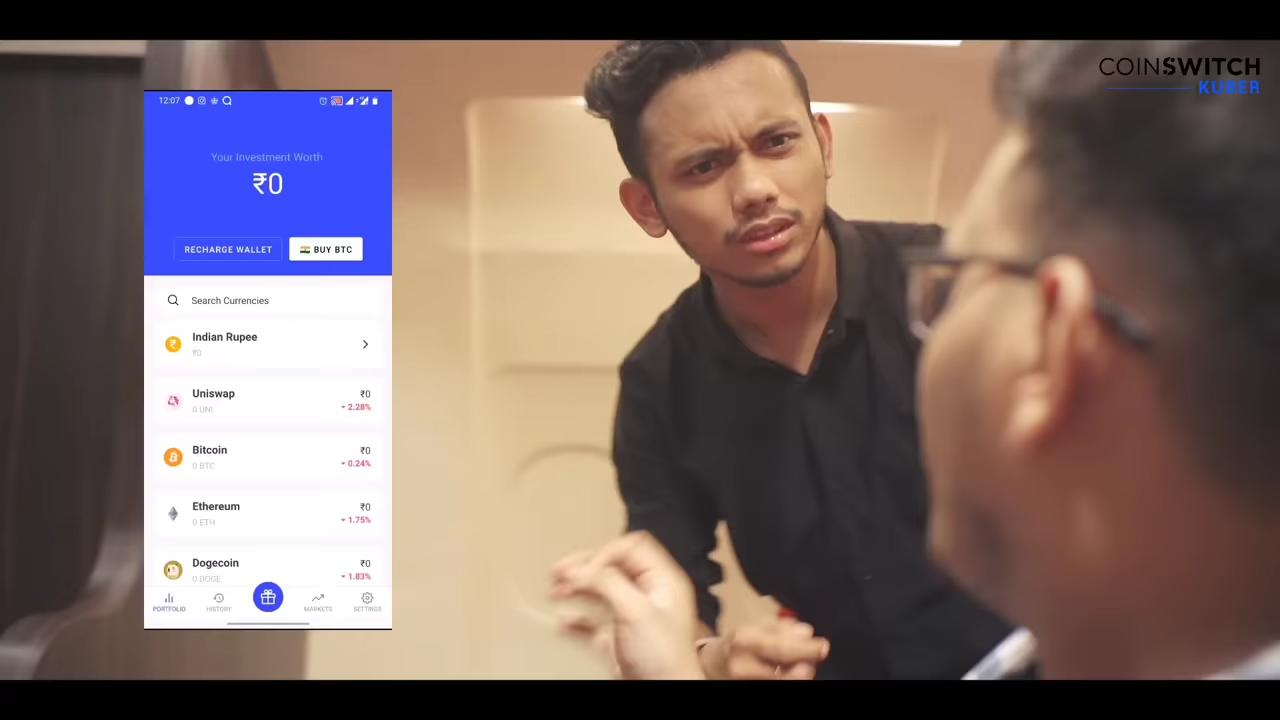 COINSWITCH
KUBER
12:07
Your Investment Worth
₹0
RECHARGE WALLET
BUY BTC
Search Currencies
Indian Rupee
₹0
Uniswap
₹0
0 UNI
2.28%
Bitcoin
₹0
0 BTC
0.24%
Ethereum
₹0
0 ETH
1.75%
Dogecoin
₹0
0 DOGE
1.83%
PORTFOLIO
HISTORY
MARKETS
SETTINGS